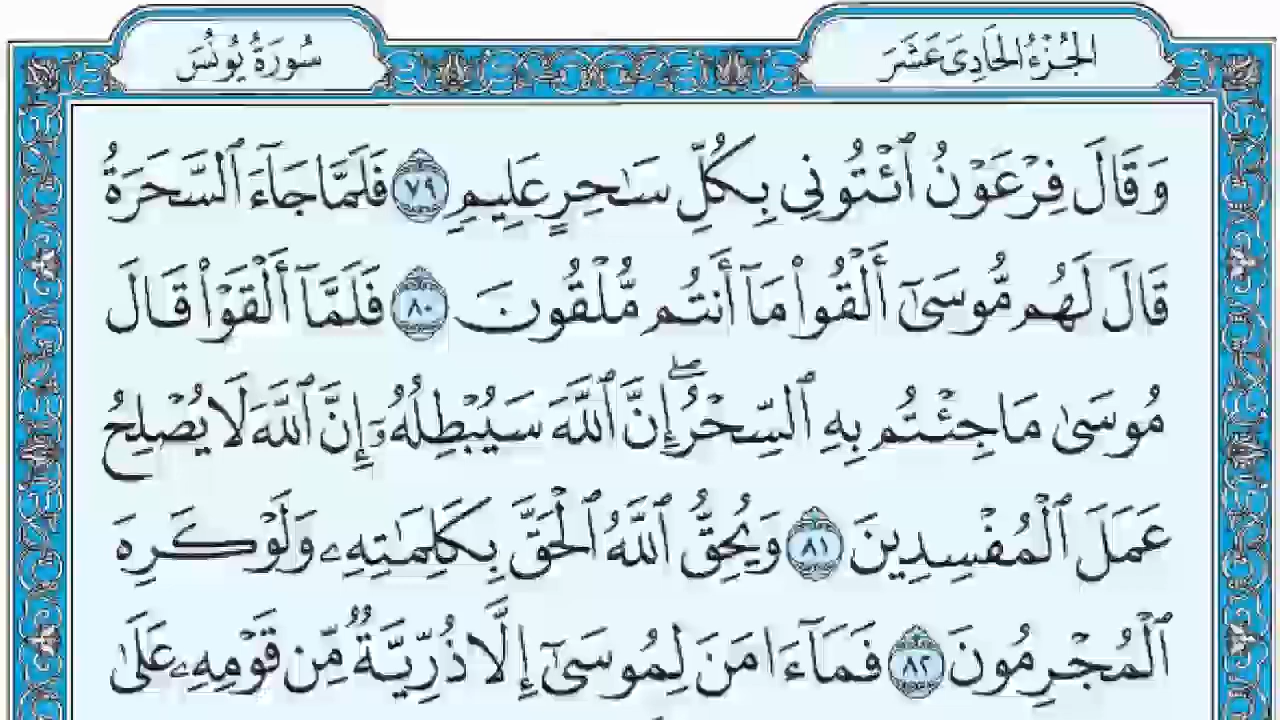 الجُزْءُ الحَادِىَ عَشَرَ
سُورَةُ يُونُسَ
وَقَالَ فِرْعَوْنُ ٱئْتُونِى بِكُلِّ سَـٰحِرٍ عَلِيمٍ ٧٩ فَلَمَّا جَآءَ ٱلسَّحَرَةُ
قَالَ لَهُم مُّوسَىٰٓ أَلْقُوا۟ مَآ أَنتُم مُّلْقُونَ ٨٠ فَلَمَّآ أَلْقَوْا۟ قَالَ
مُوسَىٰ مَا جِئْتُم بِهِ ٱلسِّحْرُ ۖ إِنَّ ٱللَّهَ سَيُبْطِلُهُۥٓ إِنَّ ٱللَّهَ لَا يُصْلِحُ
عَمَلَ ٱلْمُفْسِدِينَ ٨١ وَيُحِقُّ ٱللَّهُ ٱلْحَقَّ بِكَلِمَـٰتِهِۦ وَلَوْ كَرِهَ
ٱلْمُجْرِمُونَ ٨٢ فَمَآ ءَامَنَ لِمُوسَىٰٓ إِلَّا ذُرِّيَّةٌ مِّن قَوْمِهِۦ عَلَىٰ